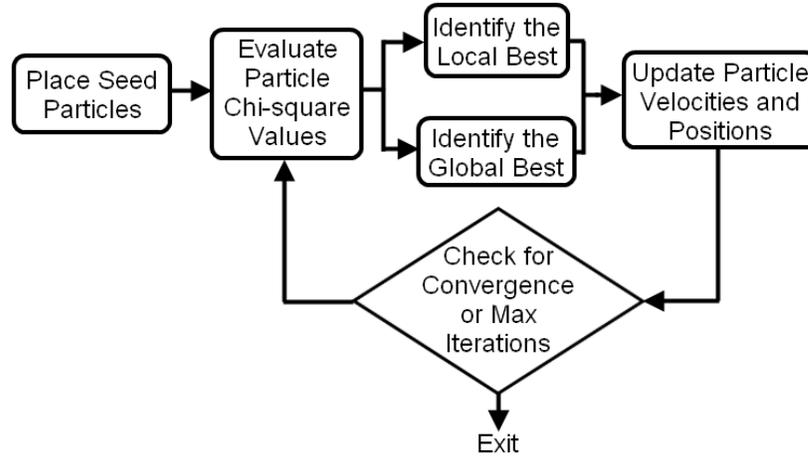 Place Seed
Particles
Evaluate
Particle
Chi-square
Values
Identify the
Local Best
Identify the
Global Best
Update Particle
Velocities and
Positions
Check for
Convergence
or Max
Iterations
Exit